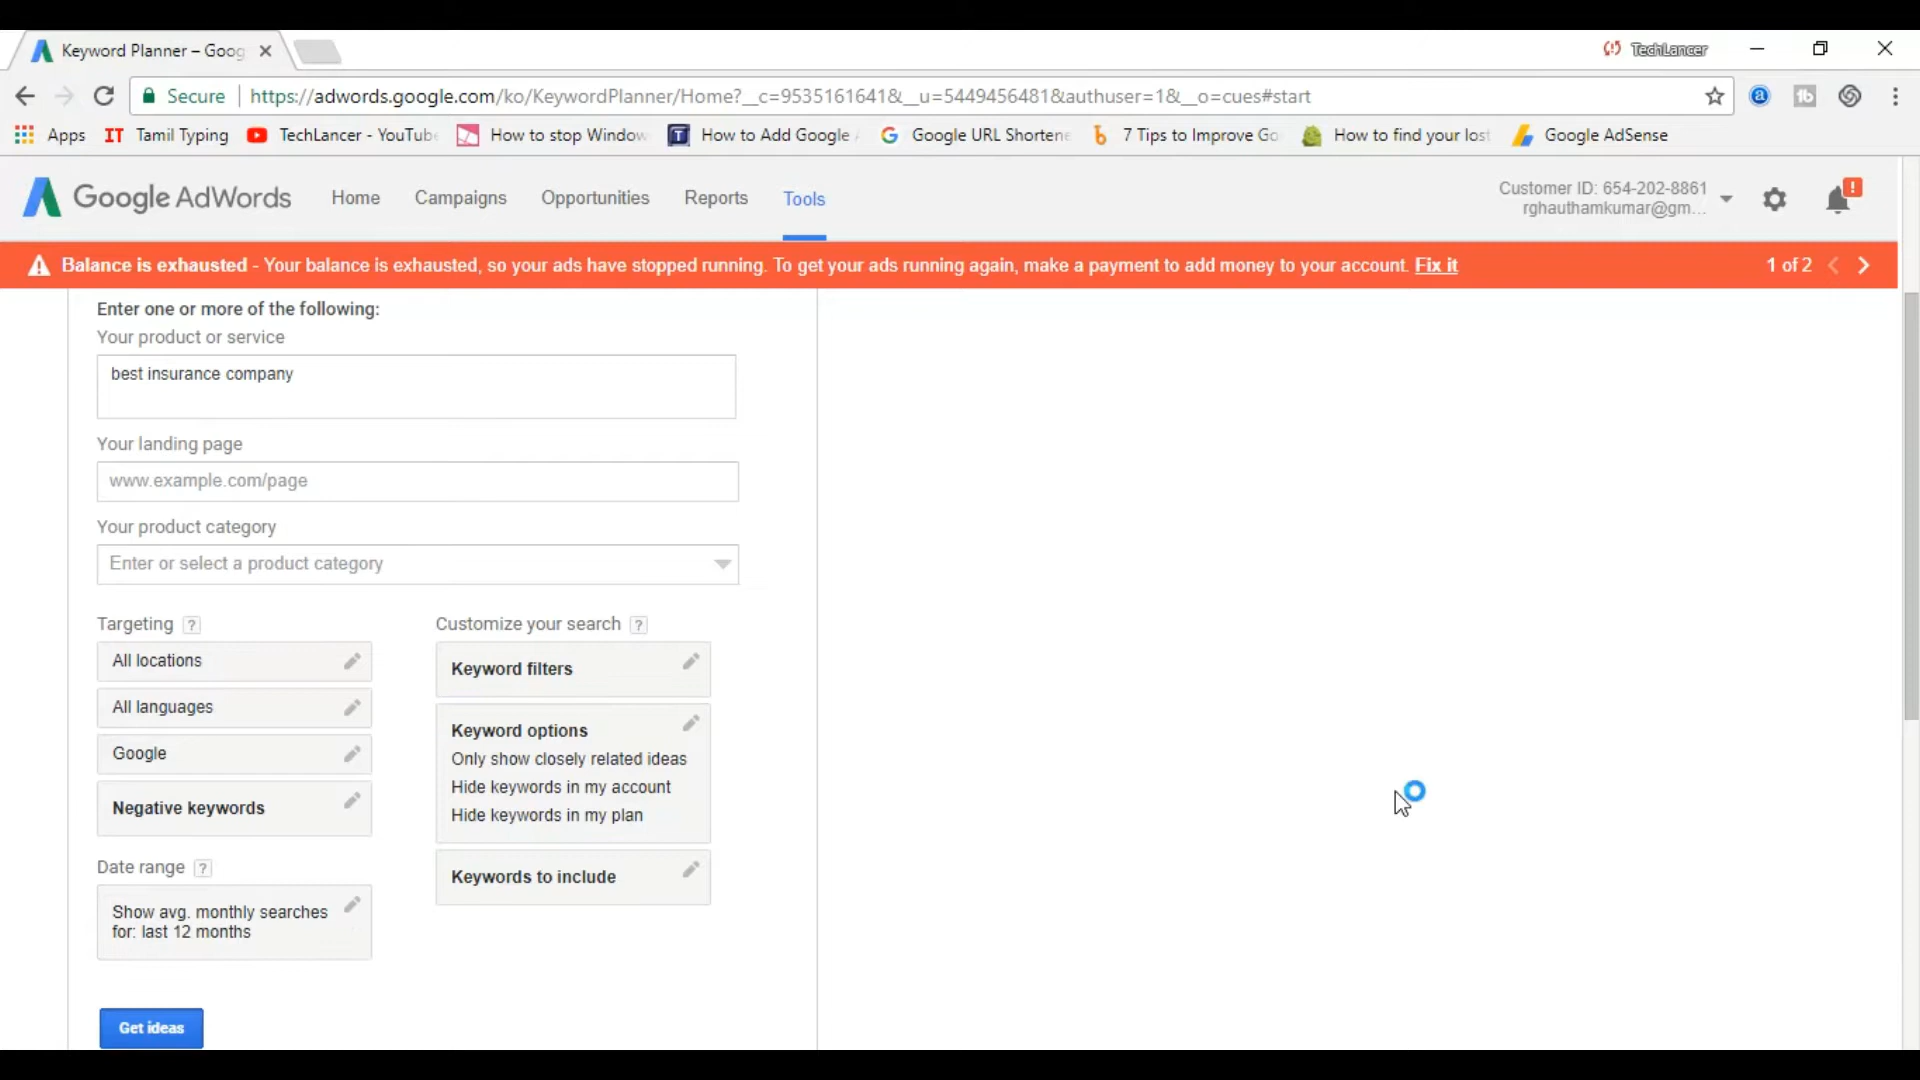 Keyword Planner – Goog
TechLancer
Secure
https://adwords.google.com/ko/KeywordPlanner/Home?__c=9535161641&__u=5449456481&authuser=1&__o=cues#start
Apps
IT Tamil Typing
TechLancer - YouTube
How to stop Window
T How to Add Google
G Google URL Shortene
7 Tips to Improve Go
How to find your lost
Google AdSense
Google AdWords
Home
Campaigns
Opportunities
Reports
Tools
Customer ID: 654-202-8861
rghauthamkumar@gm...
!
Balance is exhausted - Your balance is exhausted, so your ads have stopped running. To get your ads running again, make a payment to add money to your account. Fix it
1 of 2
Enter one or more of the following:
Your product or service
best insurance company
Your landing page
www.example.com/page
Your product category
Enter or select a product category
Targeting ?
All locations
All languages
Google
Negative keywords
Date range ?
Show avg. monthly searches
for: last 12 months
Customize your search ?
Keyword filters
Keyword options
Only show closely related ideas
Hide keywords in my account
Hide keywords in my plan
Keywords to include
Get ideas